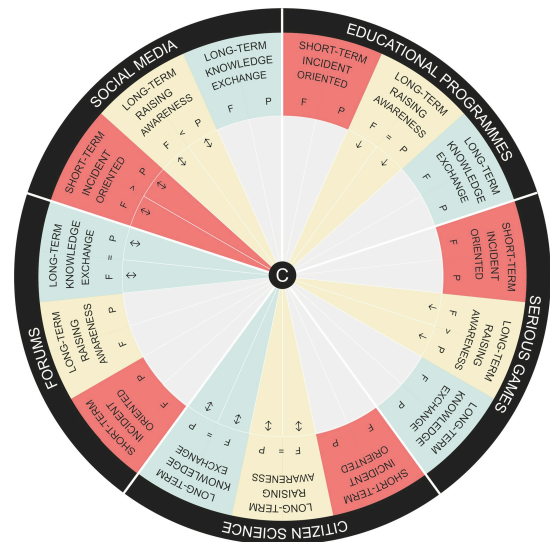 EDUCATIONAL PROGRAMMES
SHORT-TERM
INCIDENT
ORIENTED
F P
LONG-TERM
RAISING
AWARENESS
F = P
↓ ↓
LONG-TERM
KNOWLEDGE
EXCHANGE
F P
SERIOUS GAMES
SHORT-TERM
INCIDENT
ORIENTED
F P
LONG-TERM
RAISING
AWARENESS
F > P
↓ ↓
LONG-TERM
KNOWLEDGE
EXCHANGE
F P
CITIZEN SCIENCE
SHORT-TERM
INCIDENT
ORIENTED
F P
LONG-TERM
RAISING
AWARENESS
F = P
↕ ↕
LONG-TERM
KNOWLEDGE
EXCHANGE
F = P
↕ ↕
FORUMS
SHORT-TERM
INCIDENT
ORIENTED
F P
LONG-TERM
RAISING
AWARENESS
F P
LONG-TERM
KNOWLEDGE
EXCHANGE
F = P
↕ ↕
SOCIAL MEDIA
SHORT-TERM
INCIDENT
ORIENTED
F > P
↕ ↕
LONG-TERM
RAISING
AWARENESS
F < P
↕ ↕
LONG-TERM
KNOWLEDGE
EXCHANGE
F P
C